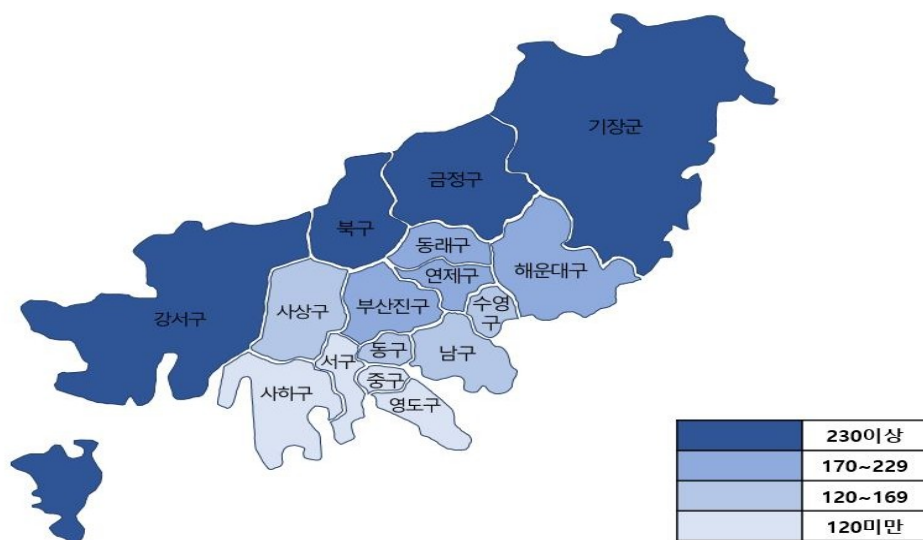 기장군
금정구
북구
동래구
해운대구
연제구
부산진구
수영
구
사상구
강서구
동구
남구
서구
중구
사하구
영도구
230이상
170~229
120~169
120미만